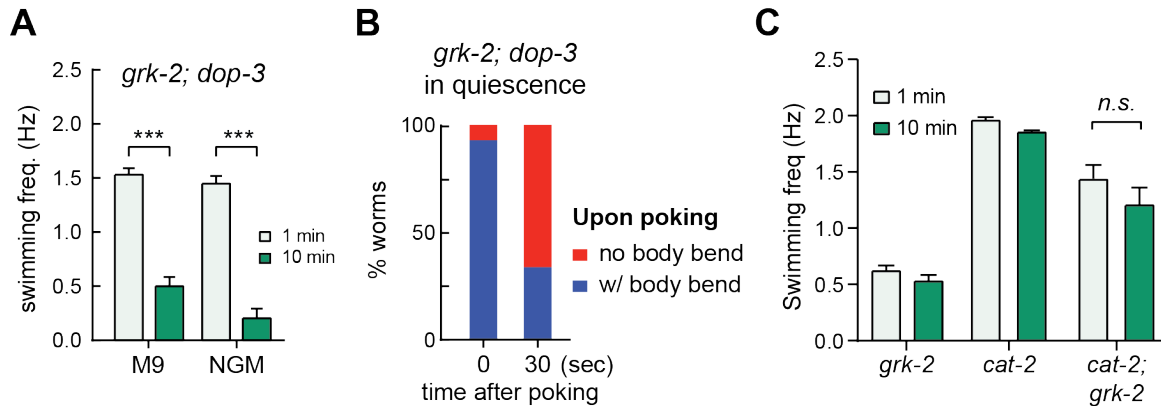 A
grk-2; dop-3
swimming freq. (Hz)
2.5
2.0
1.5
1.0
0.5
0.0
***
***
1 min
10 min
M9
NGM
B
grk-2; dop-3
in quiescence
% worms
100
50
0
0
30
(sec)
time after poking
Upon poking
no body bend
w/ body bend
C
Swimming freq (Hz)
2.5
2.0
1.5
1.0
0.5
0.0
1 min
10 min
n.s.
grk-2
cat-2
cat-2;
grk-2